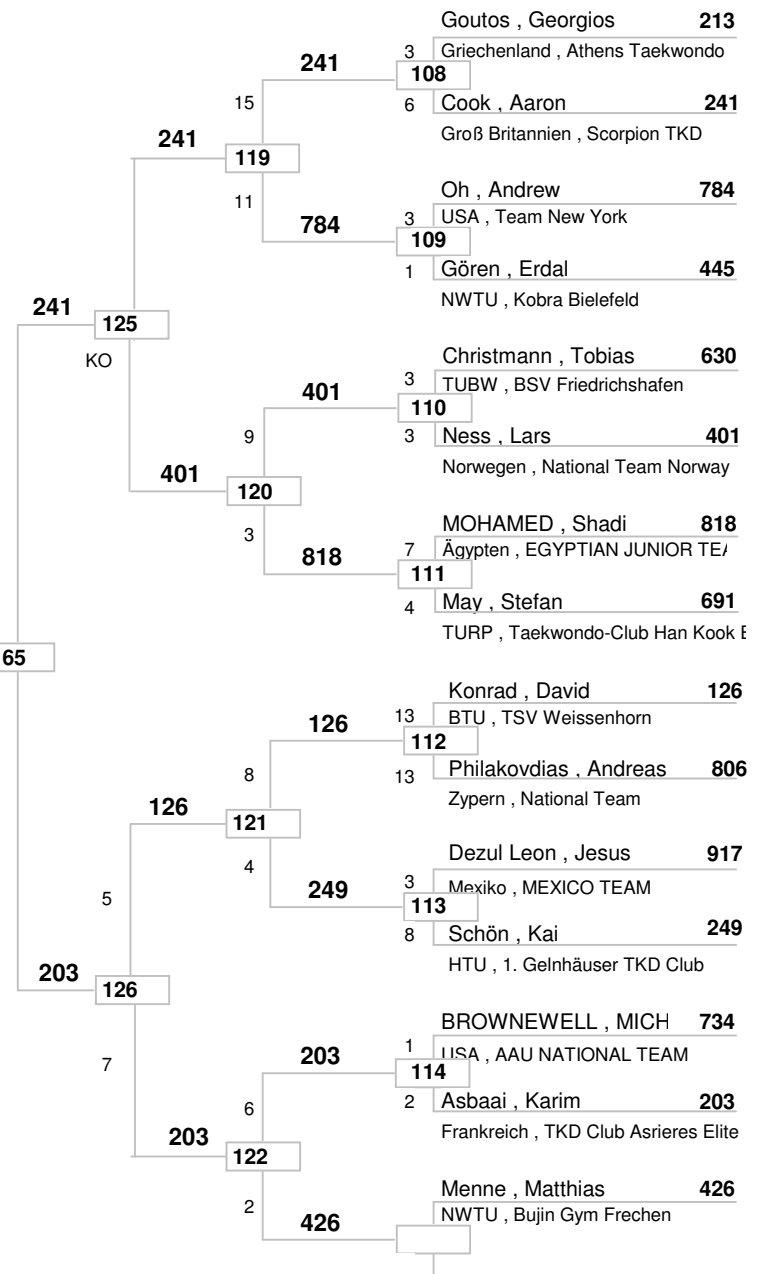 Goutos , Georgios 213
241 3 Griechenland , Athens Taekwondo
108
15 6 Cook , Aaron 241
241 Groß Britannien , Scorpion TKD
119
Oh , Andrew 784
11 3 USA , Team New York
784 109
1 Gören , Erdal 445
241 NWTU , Kobra Bielefeld
125
KO Christmann , Tobias 630
401 3 TUBW , BSV Friedrichshafen
110
9 3 Ness , Lars 401
401 Norwegen , National Team Norway
120
MOHAMED , Shadi 818
3 818 7 Ägypten , EGYPTIAN JUNIOR
111
4 May , Stefan 691
TURP , Taekwondo-Club Han Kook
65
Konrad , David 126
126 13 BTU , TSV Weissenhorn
112
8 13 Philakovdias , Andreas 806
126 Zypern , National Team
121
Dezul Leon , Jesus 917
4 249 3 Mexiko , MEXICO TEAM
5 113
8 Schön , Kai 249
203 HTU , 1. Gelnhäuser TKD Club
126
BROWNEWELL , MICH 734
7 203 1 USA , AAU NATIONAL TEAM
114
6 2 Asbaai , Karim 203
203 Frankreich , TKD Club Asrieres Elite
122
Menne , Matthias 426
2 426 NWTU , Bujin Gym Frechen